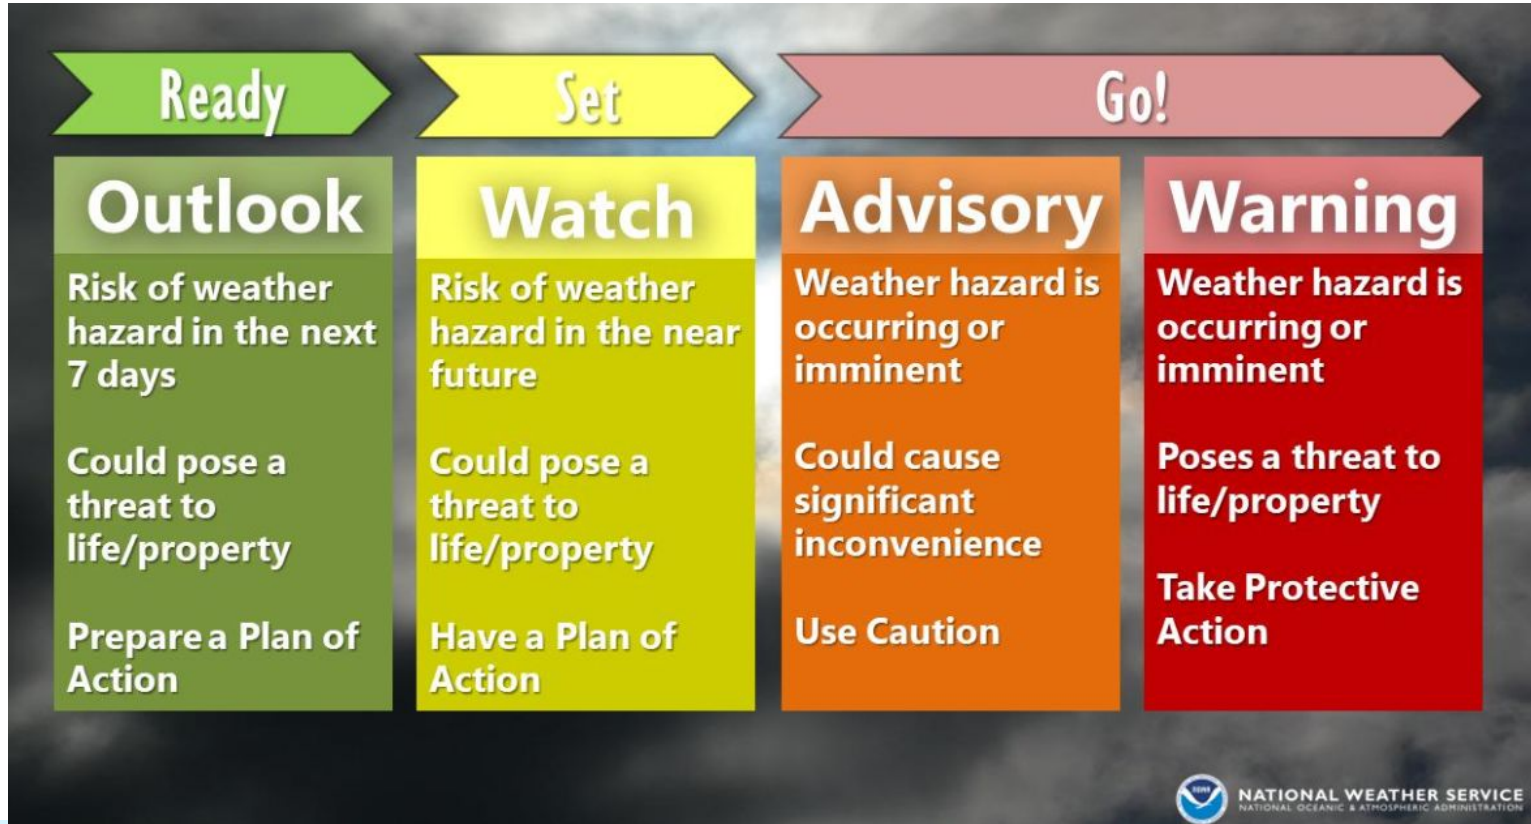 Ready
Set
Go!
Outlook
Risk of weather
hazard in the next
7 days
Could pose a
threat to
life/property
Prepare a Plan of
Action
Watch
Risk of weather
hazard in the near
future
Could pose a
threat to
life/property
Have a Plan of
Action
Advisory
Weather hazard is
occurring or
imminent
Could cause
significant
inconvenience
Use Caution
Warning
Weather hazard is
occurring or
imminent
Poses a threat to
life/property
Take Protective
Action
NOAA
NATIONAL WEATHER SERVICE
NATIONAL OCEANIC & ATMOSPHERIC ADMINISTRATION